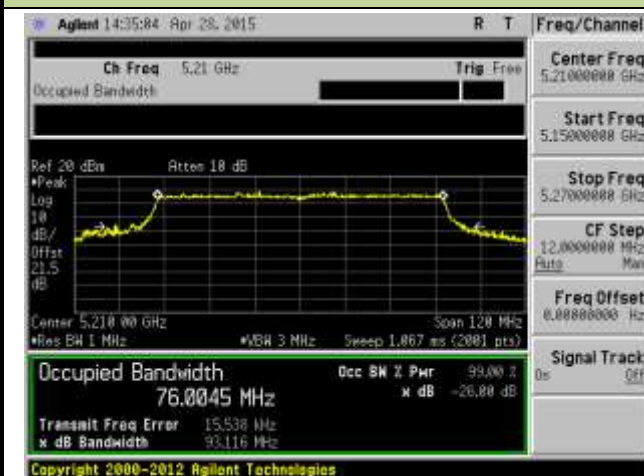 Agilent 14:35:04 Apr 28, 2015 R T
Freq/Channel
Ch Freq 5.21 GHz Trig Free
Occupied Bandwidth
Center Freq
5.21000000 GHz
Start Freq
5.15000000 GHz
Stop Freq
5.27000000 GHz
CF Step
12.0000000 MHz
Auto Man
Freq Offset
0.00000000 Hz
Signal Track
On Off
Ref 20 dBm Atten 10 dB
#Peak
Log
10
dB/
Offst
21.5
dB
Center 5.210 00 GHz Span 120 MHz
#Res BW 1 MHz #VBW 3 MHz Sweep 1.067 ms (2001 pts)
Occupied Bandwidth
76.0045 MHz
Occ BW % Pwr 99.00 %
x dB -26.00 dB
Transmit Freq Error 15.538 kHz
x dB Bandwidth 93.116 MHz
Copyright 2000-2012 Agilent Technologies